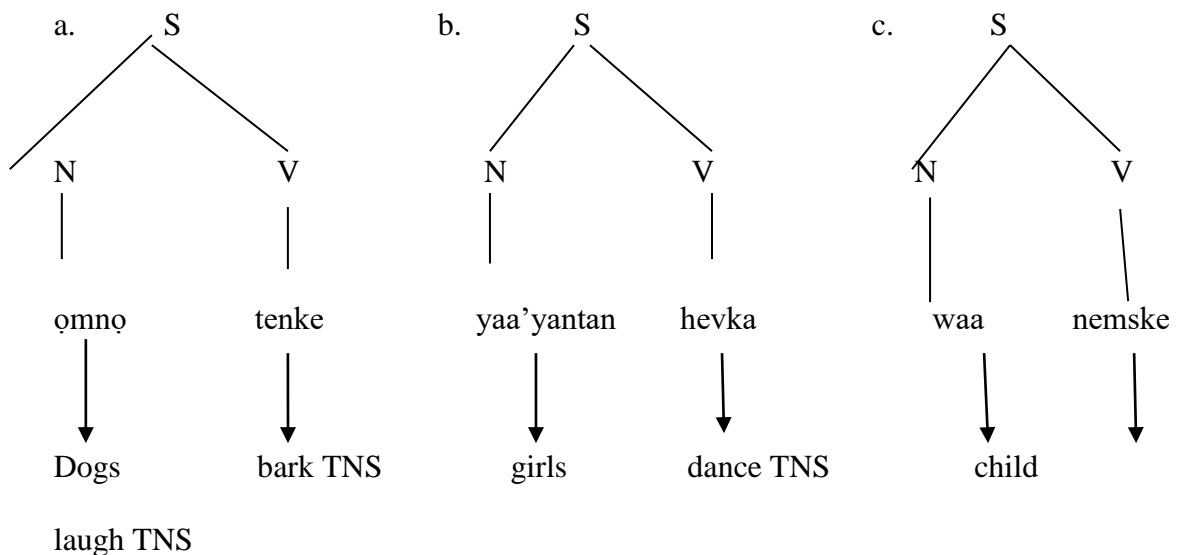 a. S b. S c. S
N V N V N V
ọmnọ tenke yaa’yantan hevka waa nemske
Dogs bark TNS girls dance TNS child
laugh TNS